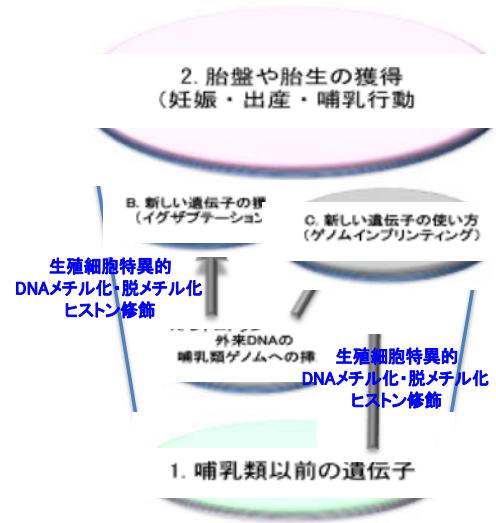 2. 胎盤や胎生の獲得
（妊娠・出産・哺乳行動
B. 新しい遺伝子の獲
（イグザプテーション
C. 新しい遺伝子の使い方
（ゲノムインプリンティング）
生殖細胞特異的
DNAメチル化・脱メチル化
ヒストン修飾
外来DNAの
哺乳類ゲノムへの挿
生殖細胞特異的
DNAメチル化・脱メチル化
ヒストン修飾
1. 哺乳類以前の遺伝子